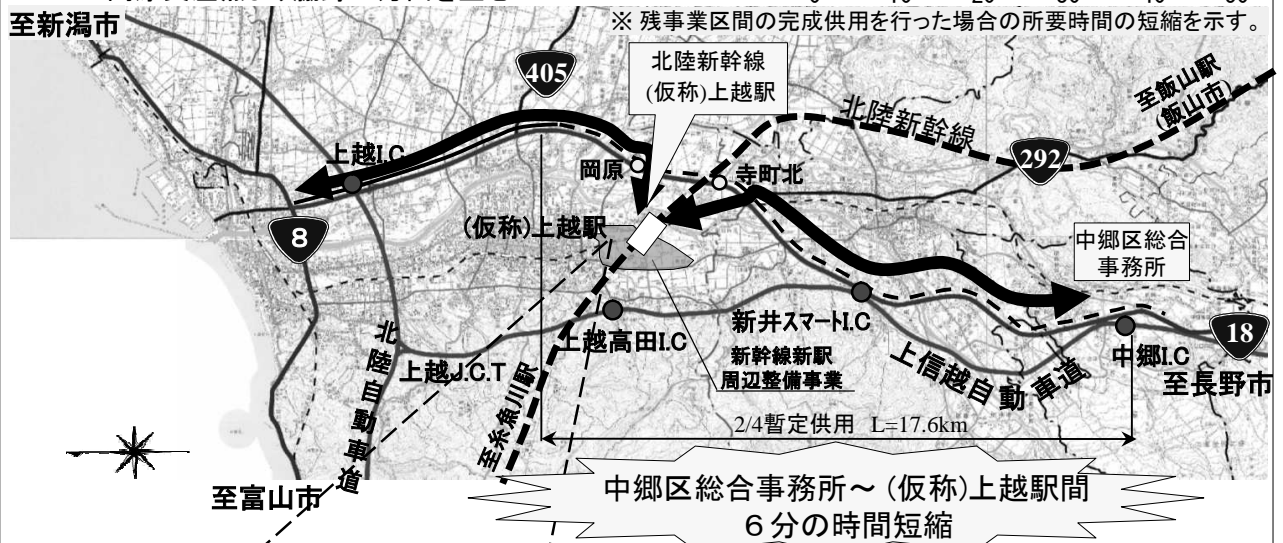 ※ 残事業区間の完成供用を行った場合の所要時間の短縮を示す。
至新潟市
405
北陸新幹線
(仮称)上越駅
至飯山駅
(飯山市)
北陸新幹線
292
上越I.C
岡原
寺町北
8
(仮称)上越駅
中郷区総合
事務所
新井スマートI.C
上越高田I.C
18
中郷I.C
上信越自動車道
至長野市
北陸自動車道
上越J.C.T
新幹線新駅
周辺整備事業
至糸魚川駅
2/4暫定供用 L=17.6km
至富山市
中郷区総合事務所～(仮称)上越駅間
６分の時間短縮